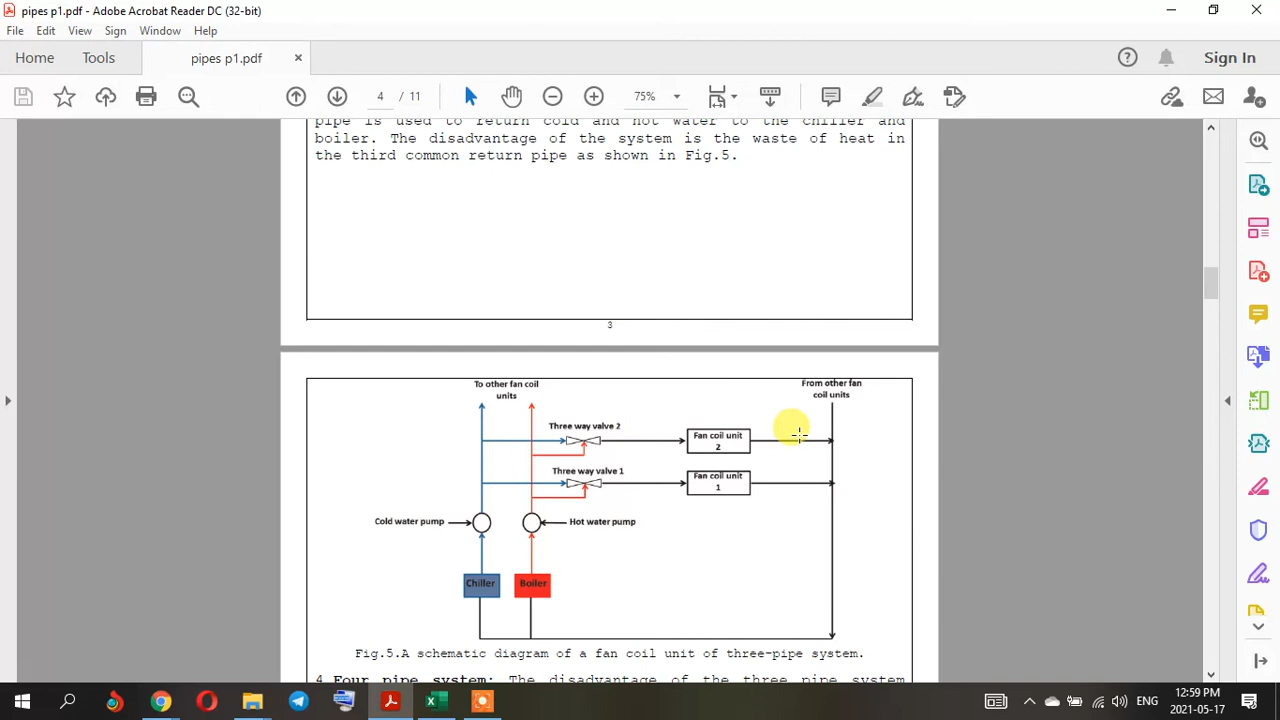 pipes p1.pdf - Adobe Acrobat Reader DC (32-bit)
File Edit View Sign Window Help
Home Tools pipes p1.pdf Sign In
4 / 11 75%
pipe is used to return cold and hot water to the chiller and
boiler. The disadvantage of the system is the waste of heat in
the third common return pipe as shown in Fig.5.
3
To other fan coil
units
From other fan
coil units
Three way valve 2
Fan coil unit
2
Three way valve 1
Fan coil unit
1
Cold water pump
Hot water pump
Chiller
Boiler
Fig.5.A schematic diagram of a fan coil unit of three-pipe system.
4 Four pipe system: The disadvantage of the three pipe system
ENG
12:59 PM
2021-05-17